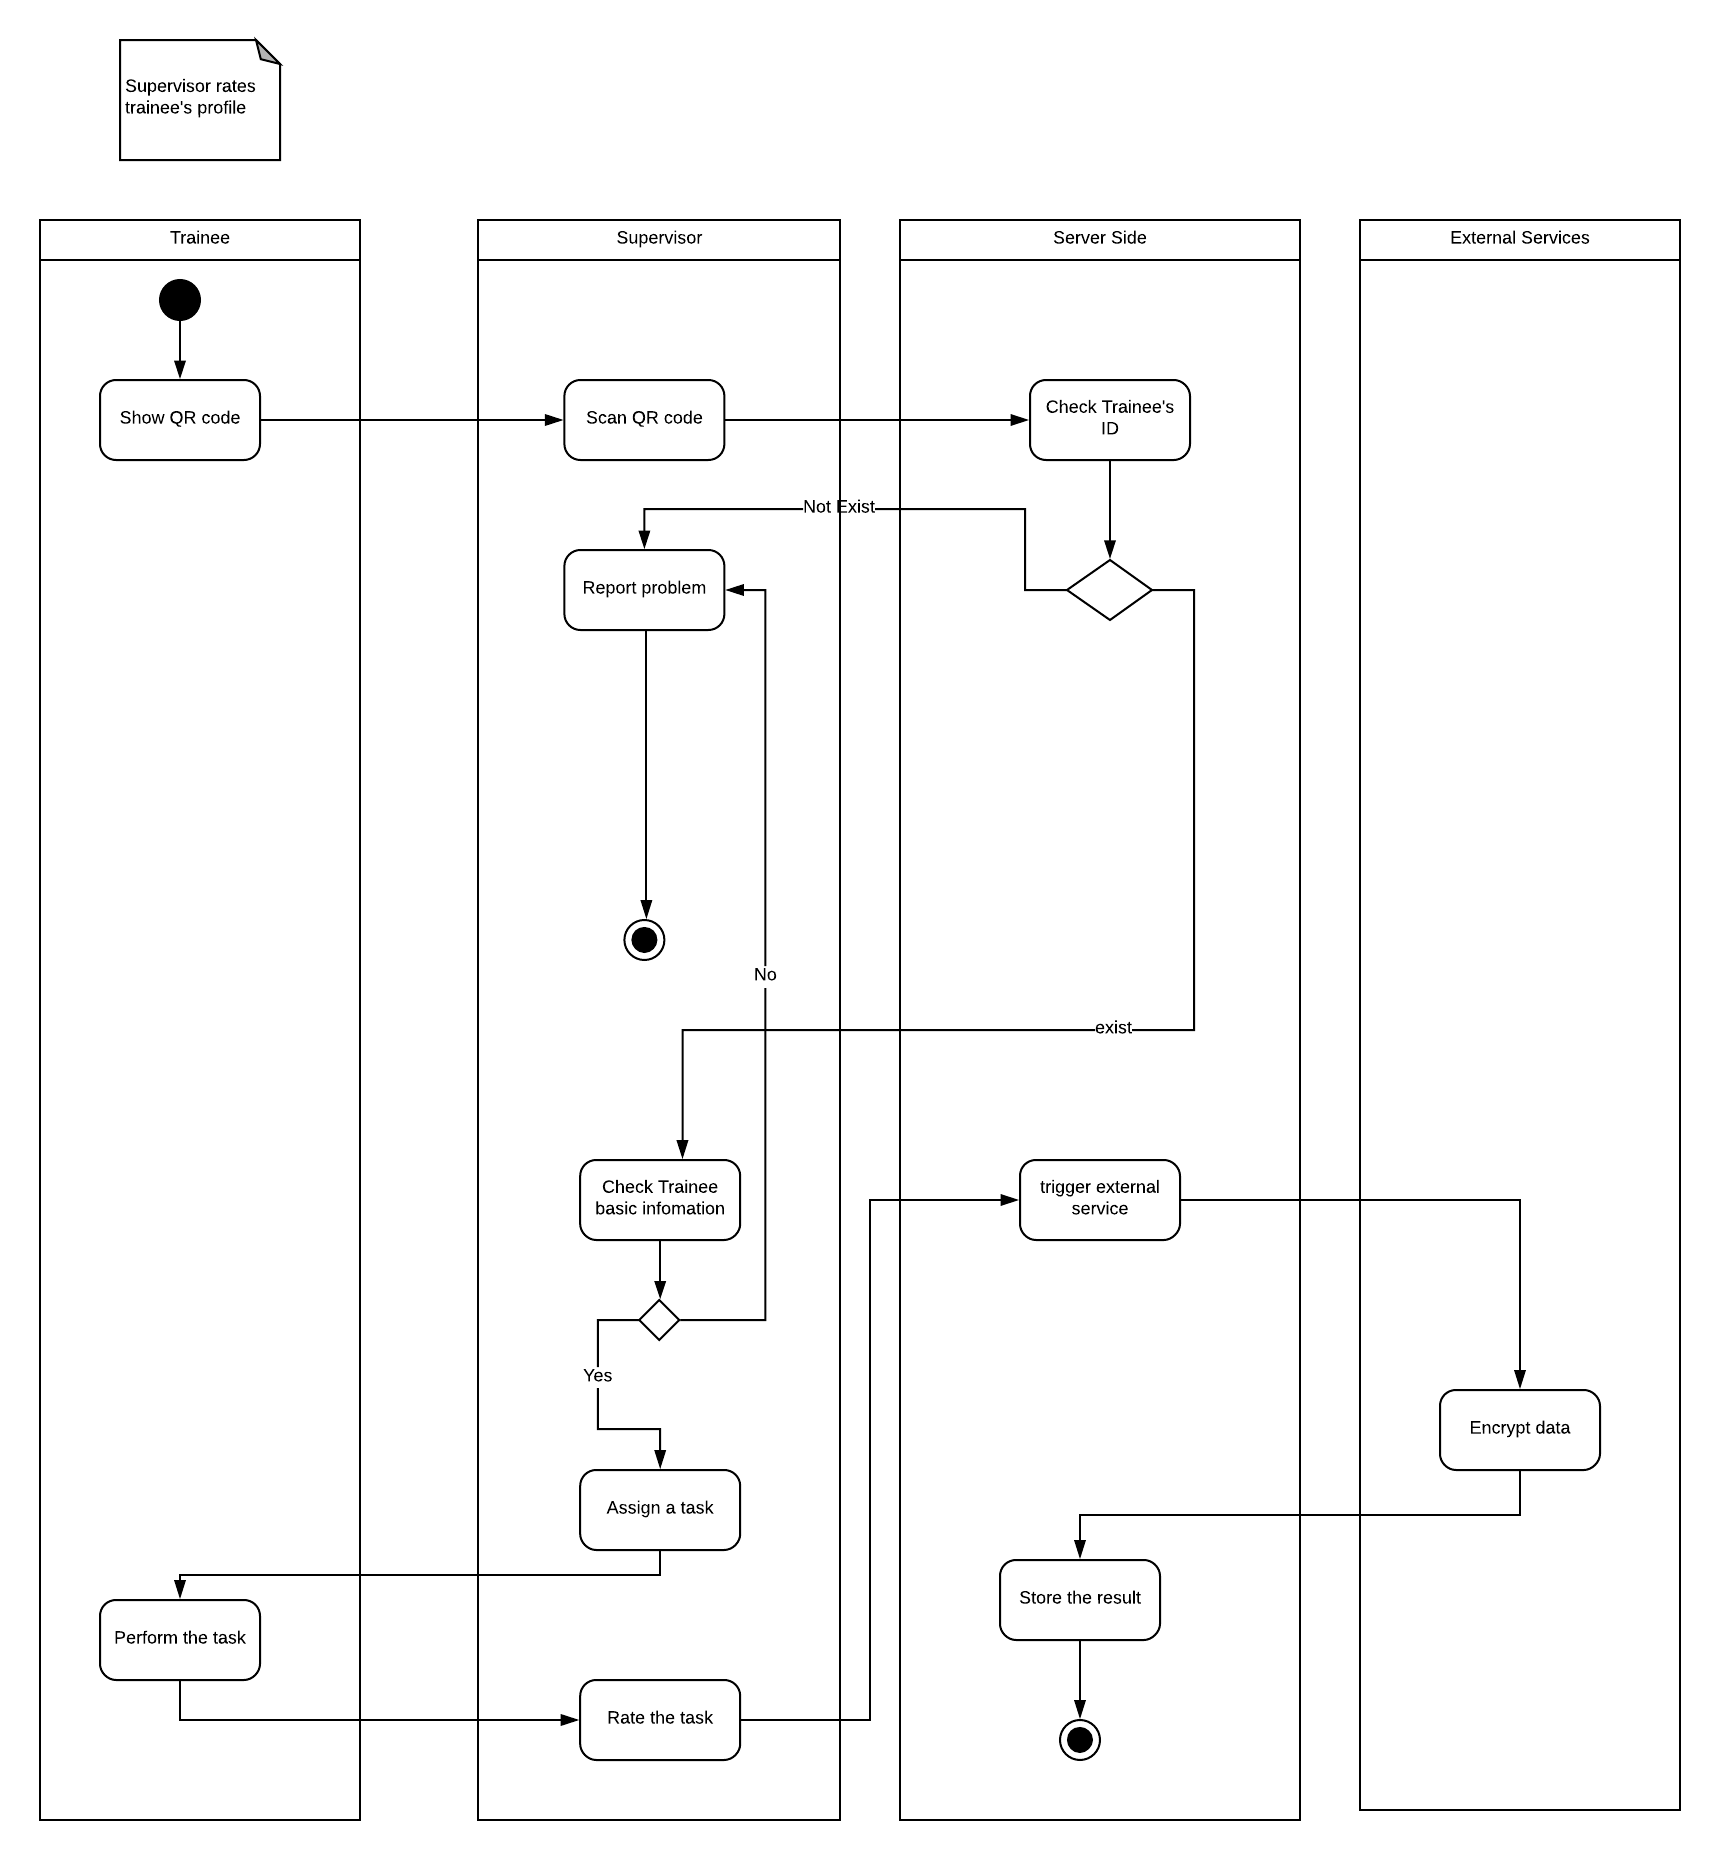 Supervisor rates
trainee's profile
Trainee
Supervisor
Server Side
External Services
Show QR code
Scan QR code
Check Trainee's
ID
Not Exist
Report problem
No
exist
Check Trainee
basic infomation
trigger external
service
Yes
Encrypt data
Assign a task
Store the result
Perform the task
Rate the task